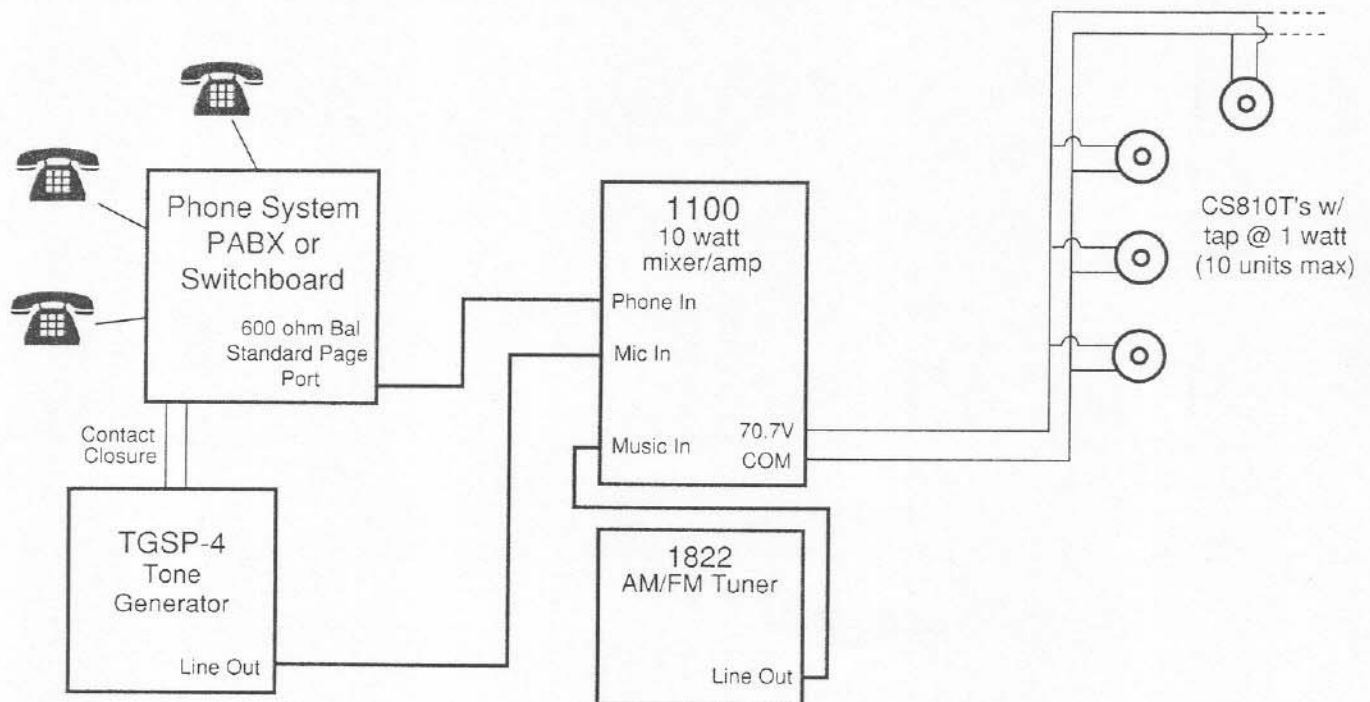 Phone System
PABX or
Switchboard
600 ohm Bal
Standard Page
Port
Contact
Closure
TGSP-4
Tone
Generator
Line Out
1100
10 watt
mixer/amp
Phone In
Mic In
Music In
70.7V
COM
1822
AM/FM Tuner
Line Out
CS810T's w/
tap @ 1 watt
(10 units max)